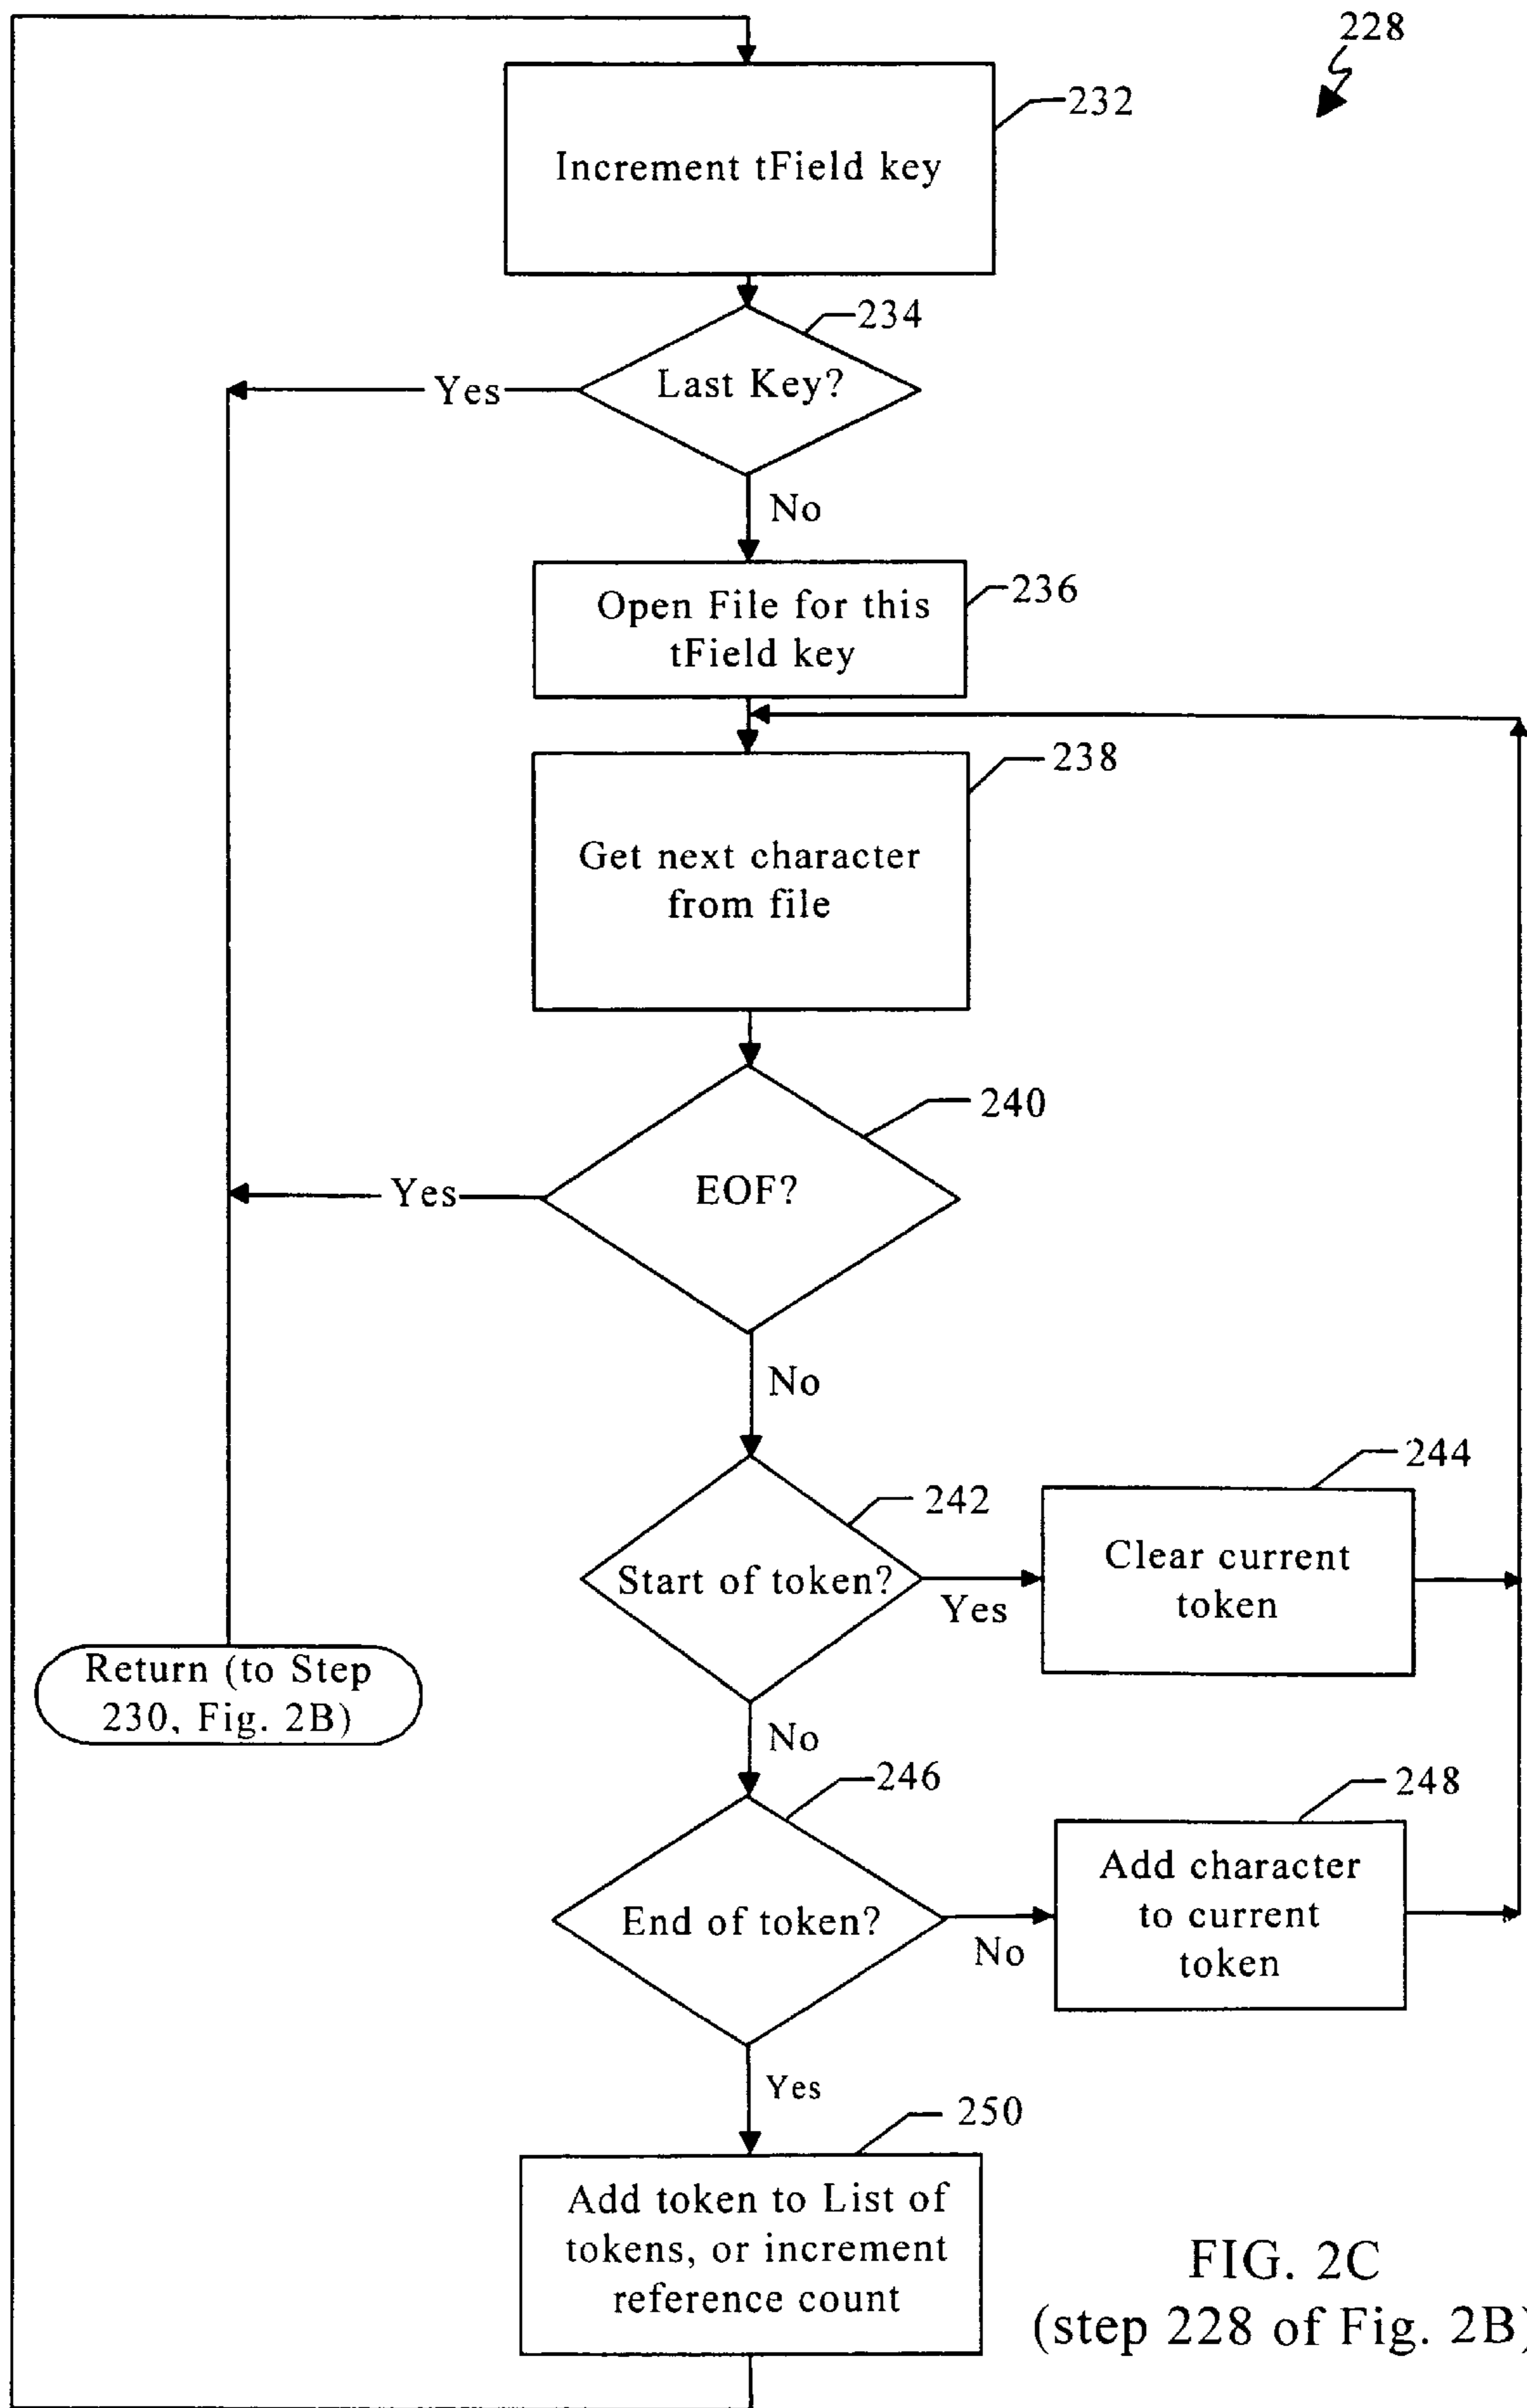 228
232
Increment tField key
234
Last Key?
Yes
No
236
Open File for this
tField key
238
Get next character
from file
240
EOF?
Yes
No
242
244
Start of token?
Yes
Clear current
token
Return (to Step
230, Fig. 2B)
No
246
248
End of token?
No
Add character
to current
token
Yes
250
Add token to List of
tokens, or increment
reference count
FIG. 2C
(step 228 of Fig. 2B)